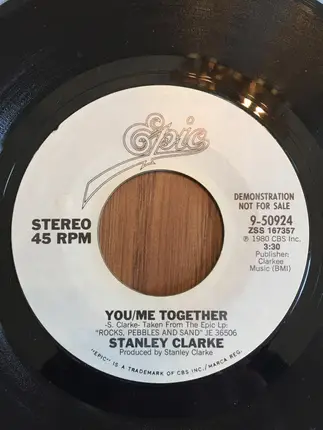 Epic
STEREO
45 RPM
DEMONSTRATION
NOT FOR SALE
9-50924
ZSS 167357
℗ 1980 CBS Inc.
3:30
Publisher:
Clarkee
Music (BMI)
YOU/ME TOGETHER
-S. Clarke- Taken From The Epic Lp:
"ROCKS, PEBBLES AND SAND" JE 36506
STANLEY CLARKE
Produced by Stanley Clarke
"EPIC" IS A TRADEMARK OF CBS INC./MARCA REG.